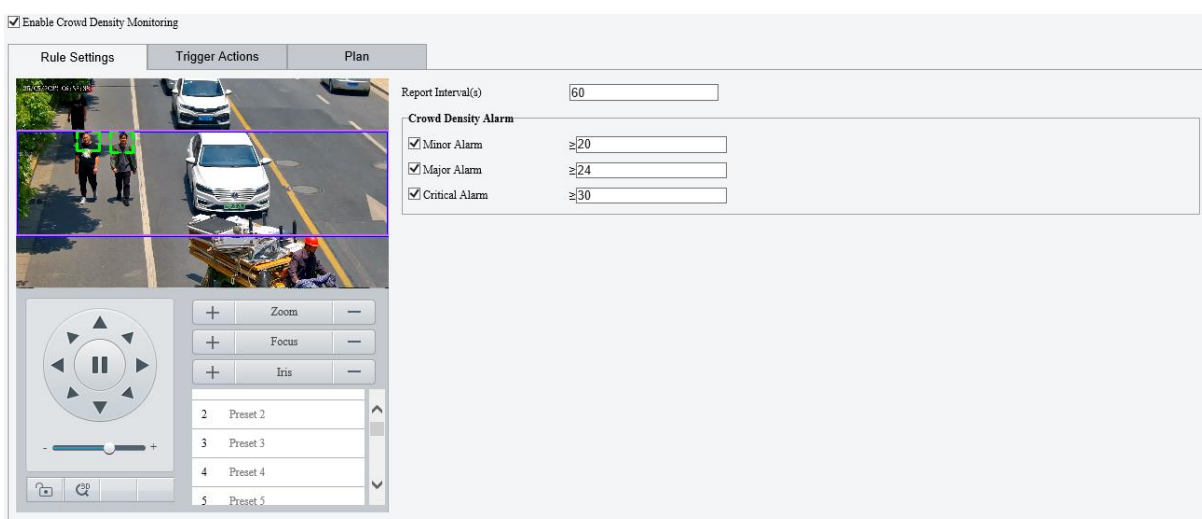 Enable Crowd Density Monitoring
Rule Settings Trigger Actions Plan
Report Interval(s) 60
Crowd Density Alarm
Minor Alarm ≥20
Major Alarm ≥24
Critical Alarm ≥30
+ Zoom −
+ Focus −
+ Iris −
2 Preset 2
3 Preset 3
4 Preset 4
5 Preset 5
- +
3D